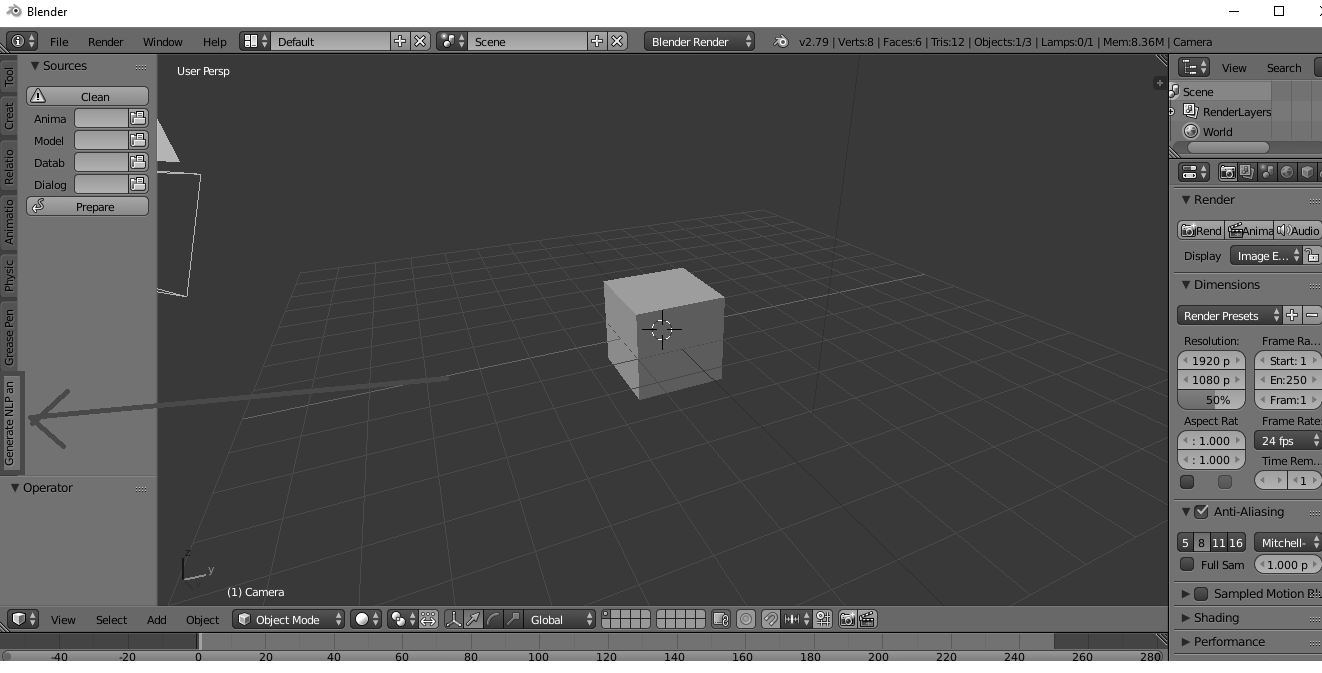 Blender
File Render Window Help Default Scene Blender Render v2.79 | Verts:8 | Faces:6 | Tris:12 | Objects:1/3 | Lamps:0/1 | Mem:8.36M | Camera
Tool
Creat
Relatio
Animatio
Physic
Grease Pen
Generate NLP an
Sources
Clean
Anima
Model
Datab
Dialog
Prepare
Operator
User Persp
z
y
(1) Camera
View Select Add Object Object Mode Global
-40 -20 0 20 40 60 80 100 120 140 160 180 200 220 240 260 280
View Search
Scene
RenderLayers
World
Render
Rend Anima Audio
Display Image E...
Dimensions
Render Presets
Resolution: Frame Ra...
1920 p Start: 1
1080 p En:250
50% Fram:1
Aspect Rat Frame Rate:
: 1.000 24 fps
: 1.000 Time Rem...
1
Anti-Aliasing
5 8 11 16 Mitchell-
Full Sam 1.000 p
Sampled Motion
Shading
Performance